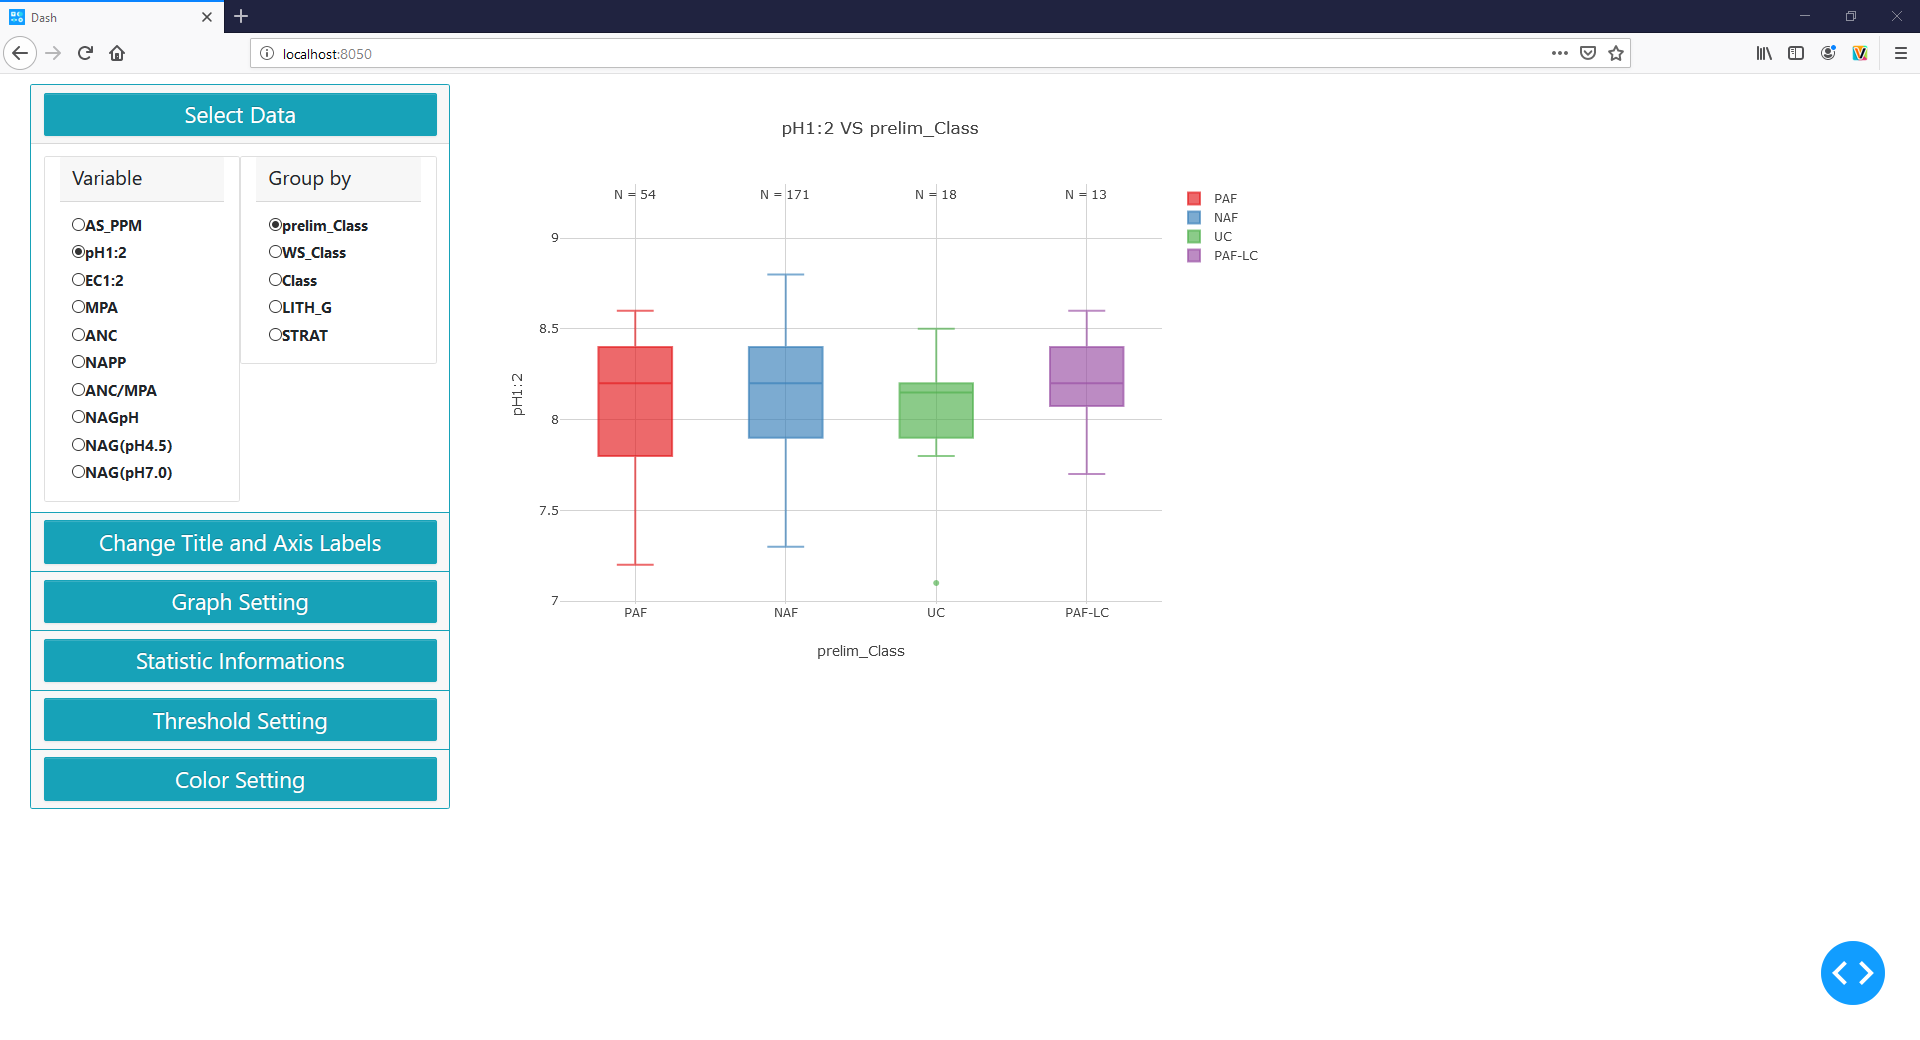 Dash
localhost:8050
Select Data
Variable
AS_PPM
pH1:2
EC1:2
MPA
ANC
NAPP
ANC/MPA
NAGpH
NAG(pH4.5)
NAG(pH7.0)
Group by
prelim_Class
WS_Class
Class
LITH_G
STRAT
Change Title and Axis Labels
Graph Setting
Statistic Informations
Threshold Setting
Color Setting
pH1:2 VS prelim_Class
N = 54 N = 171 N = 18 N = 13
9
8.5
8
7.5
7
pH1:2
PAF NAF UC PAF-LC
prelim_Class
PAF
NAF
UC
PAF-LC